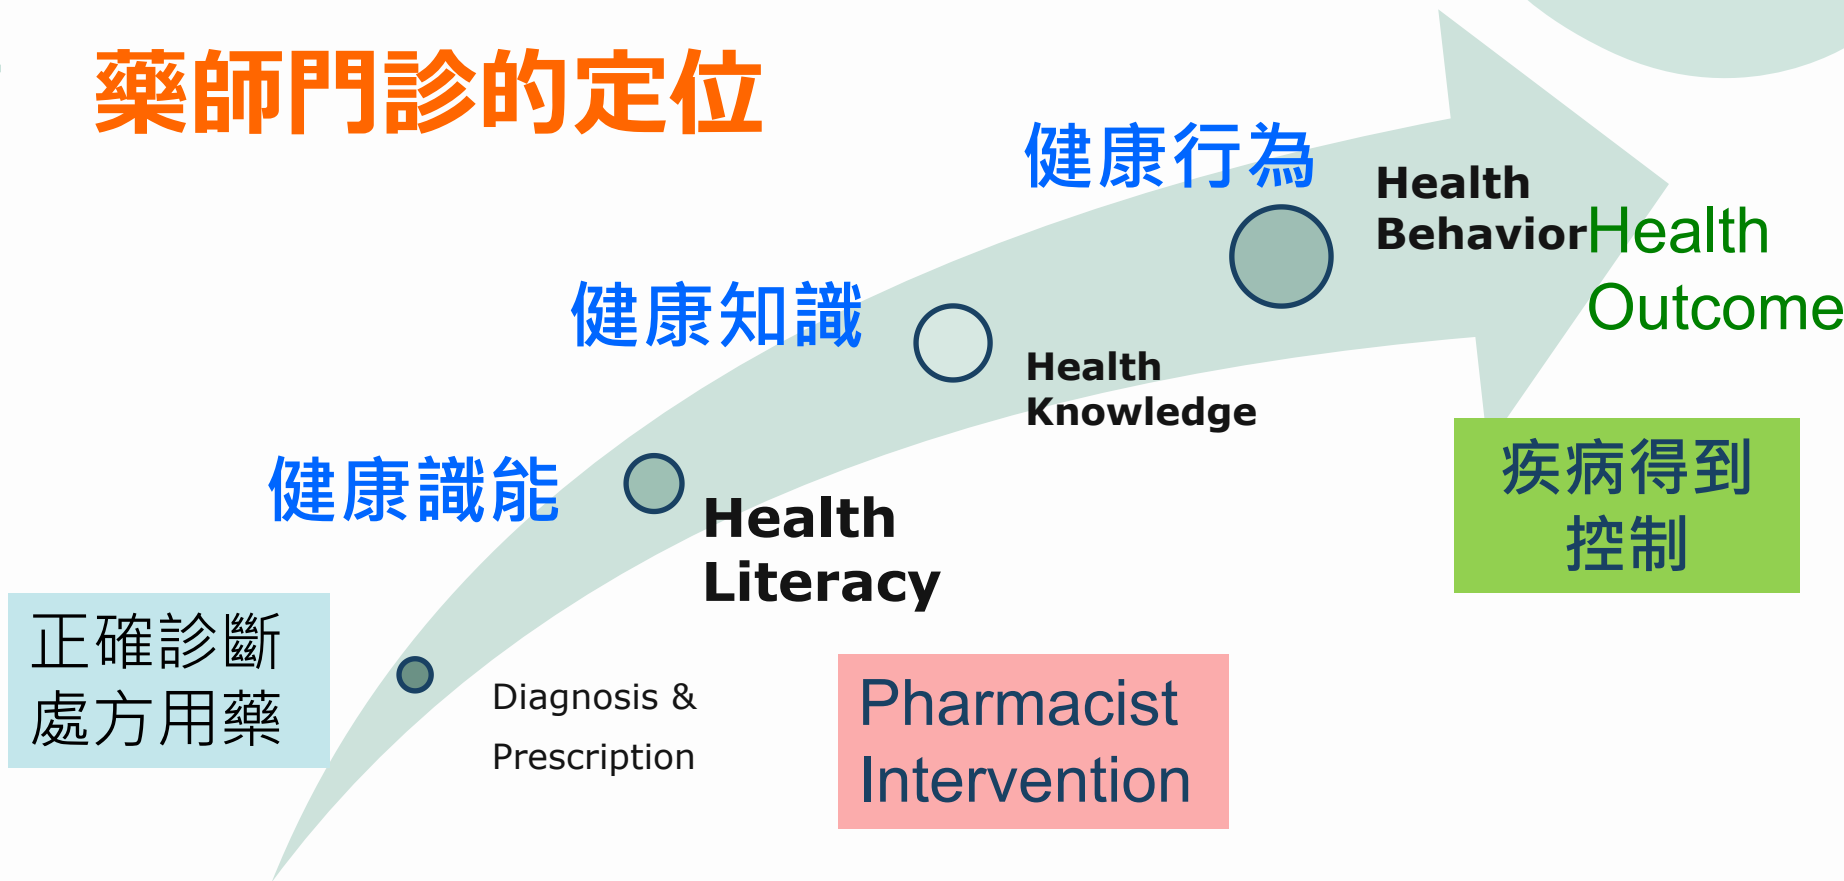 藥師門診的定位
健康行為
Health
Behavior
Health
Outcome
健康知識
Health
Knowledge
健康識能
Health
Literacy
疾病得到
控制
正確診斷
處方用藥
Diagnosis &
Prescription
Pharmacist
Intervention